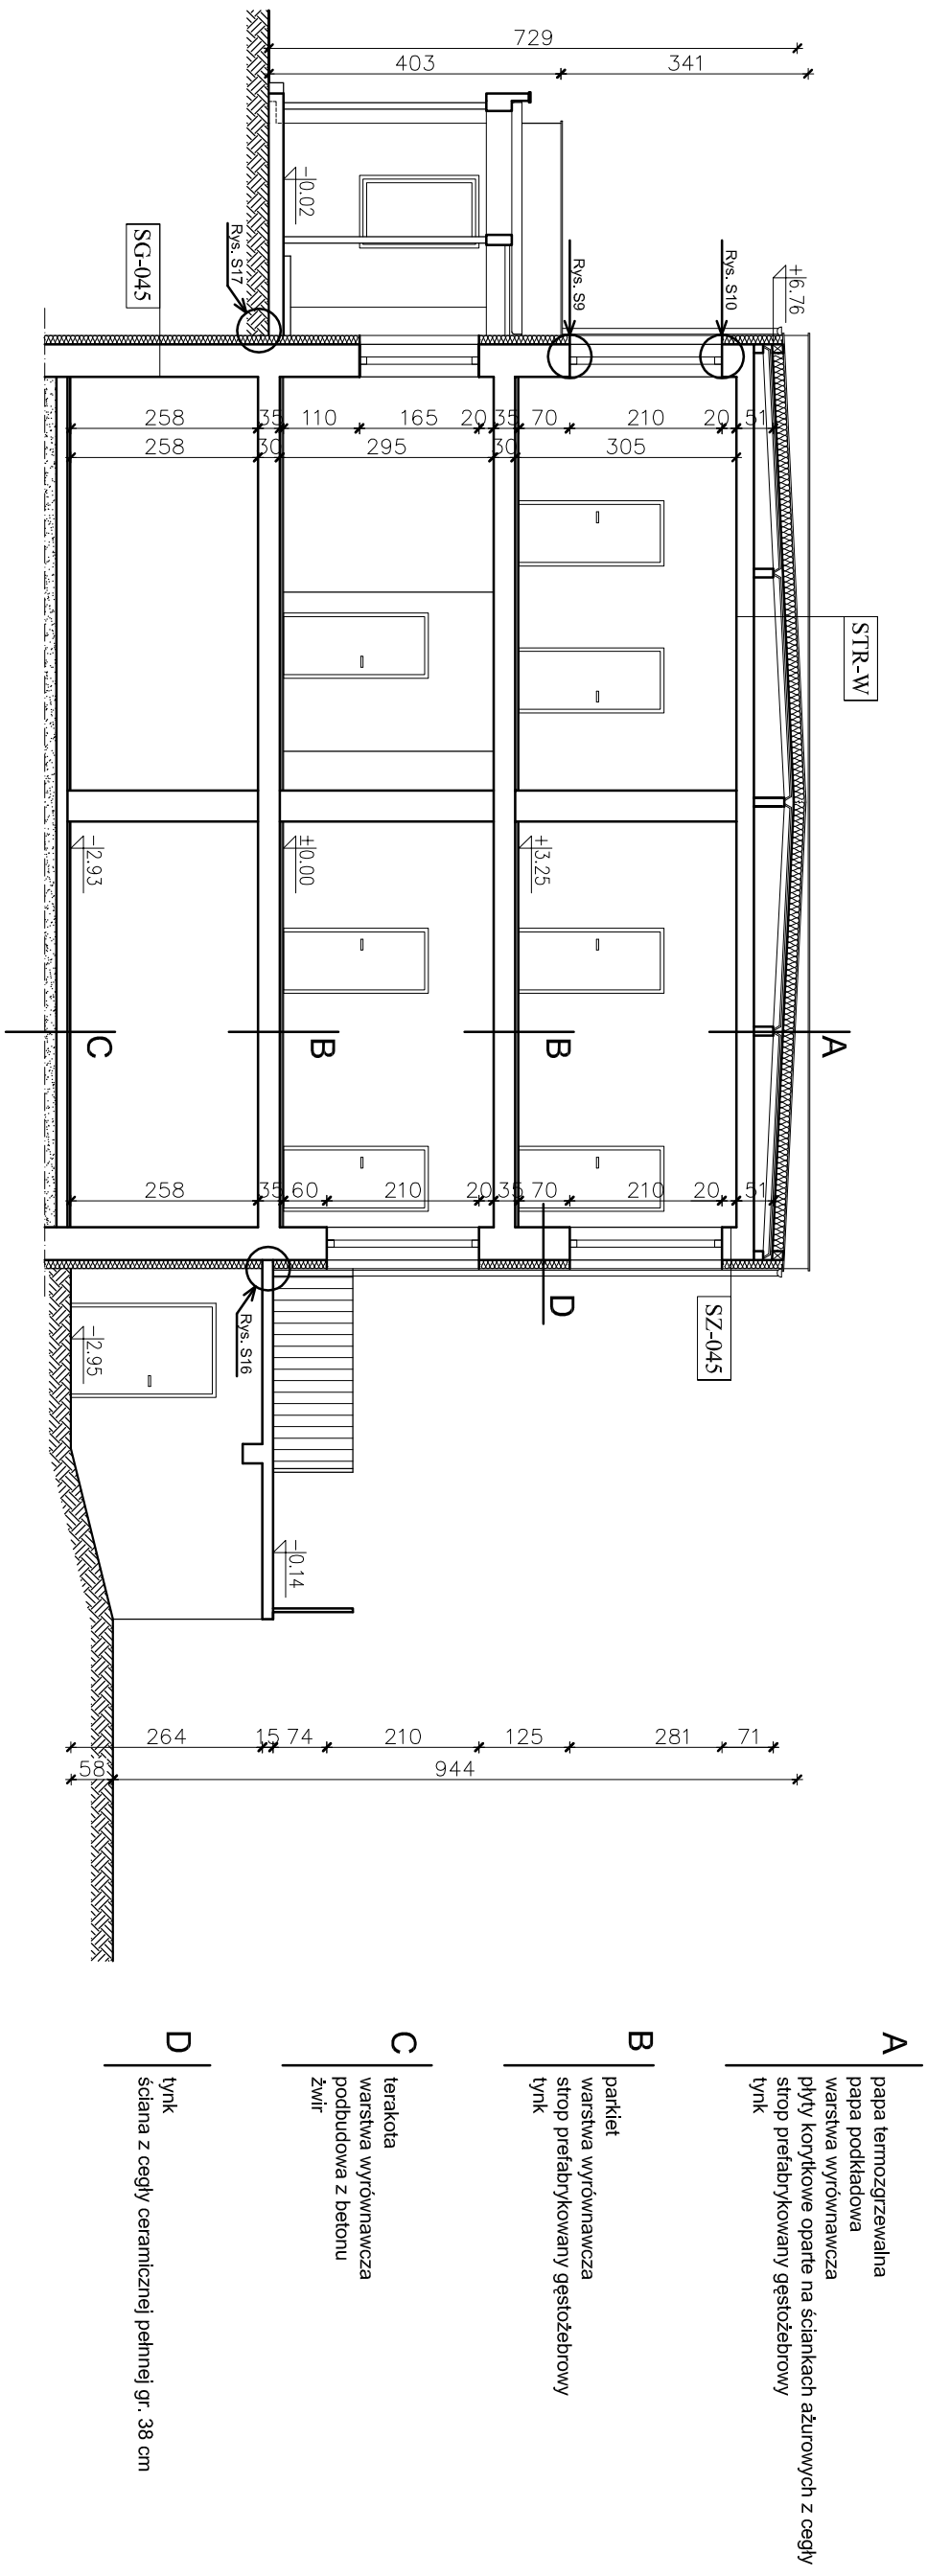 729
403
341
-0.02
Rys. S17
SG-045
Rys. S9
Rys. S10
+6.76
258
35
110
165
20
35
70
210
20
51
258
30
295
30
305
STR-W
-2.93
±0.00
+3.25
C
B
B
A
258
35
60
210
20
35
70
210
20
51
D
SZ-045
Rys. S16
-2.95
-0.14
264
15
74
210
125
281
71
58
944
A
papa termozgrzewalna
papa podkładowa
warstwa wyrównawcza
płyty korytkowe oparte na ściankach ażurowych z cegły
strop prefabrykowany gęstożebrowy
tynk
B
parkiet
warstwa wyrównawcza
strop prefabrykowany gęstożebrowy
tynk
C
terakota
warstwa wyrównawcza
podbudowa z betonu
żwir
D
tynk
ściana z cegły ceramicznej pełnnej gr. 38 cm